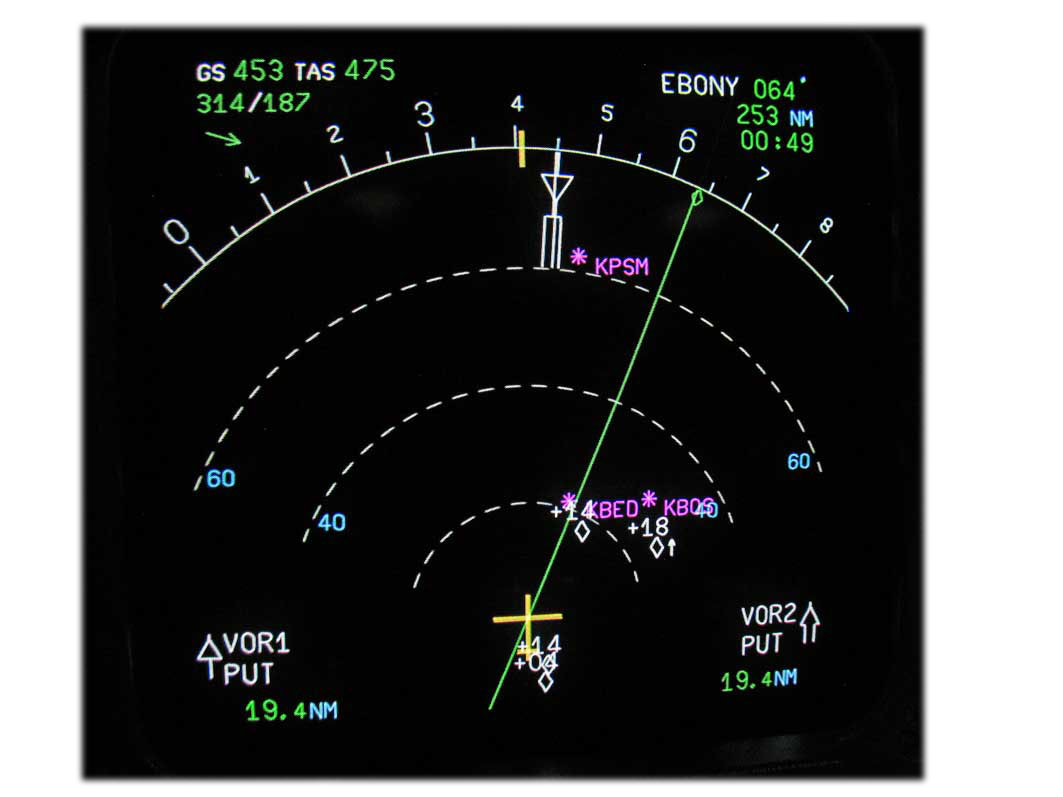 GS 453 TAS 475
314/187
EBONY 064°
253 NM
00:49
0 1 2 3 4 5 6 7 8
KPSM
60 60
40 40
KBED KBOS
+14 +18
+14
+04
VOR1
PUT
19.4NM
VOR2
PUT
19.4NM